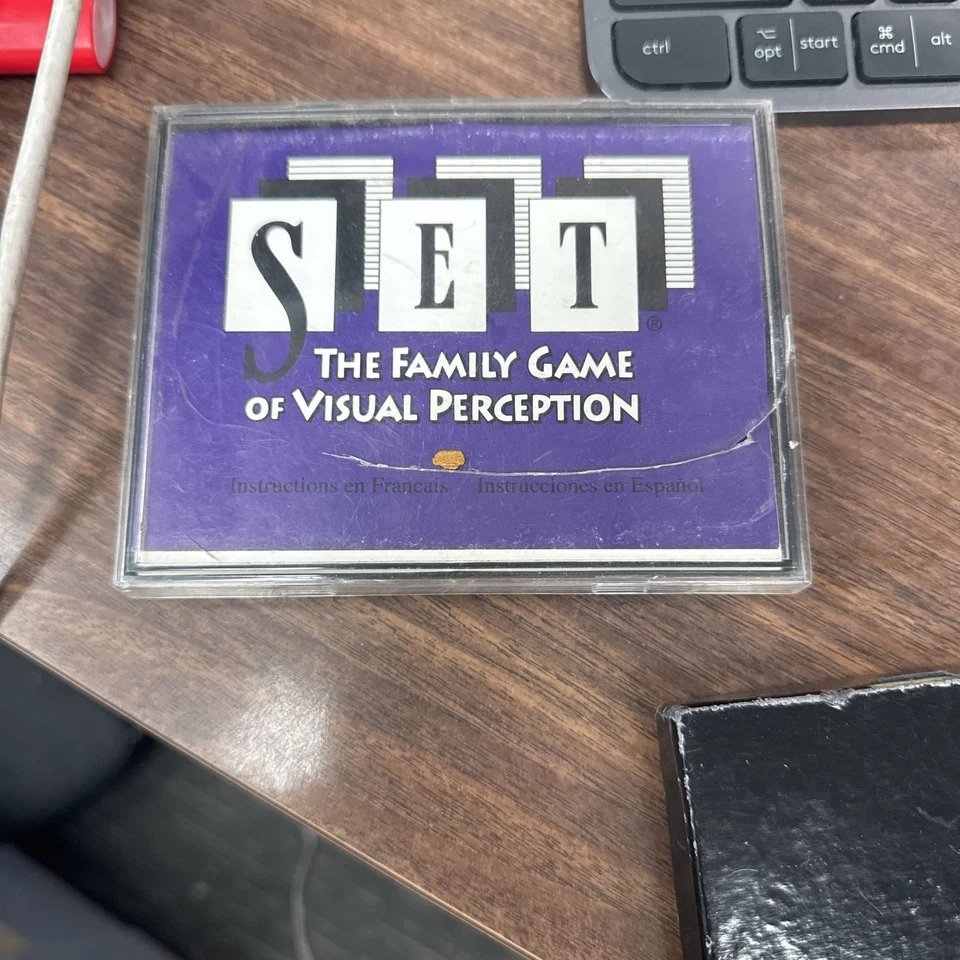 ctrl
⌥ opt start
⌘ cmd alt
SET®
THE FAMILY GAME
OF VISUAL PERCEPTION
Instructions en Francais Instrucciones en Español